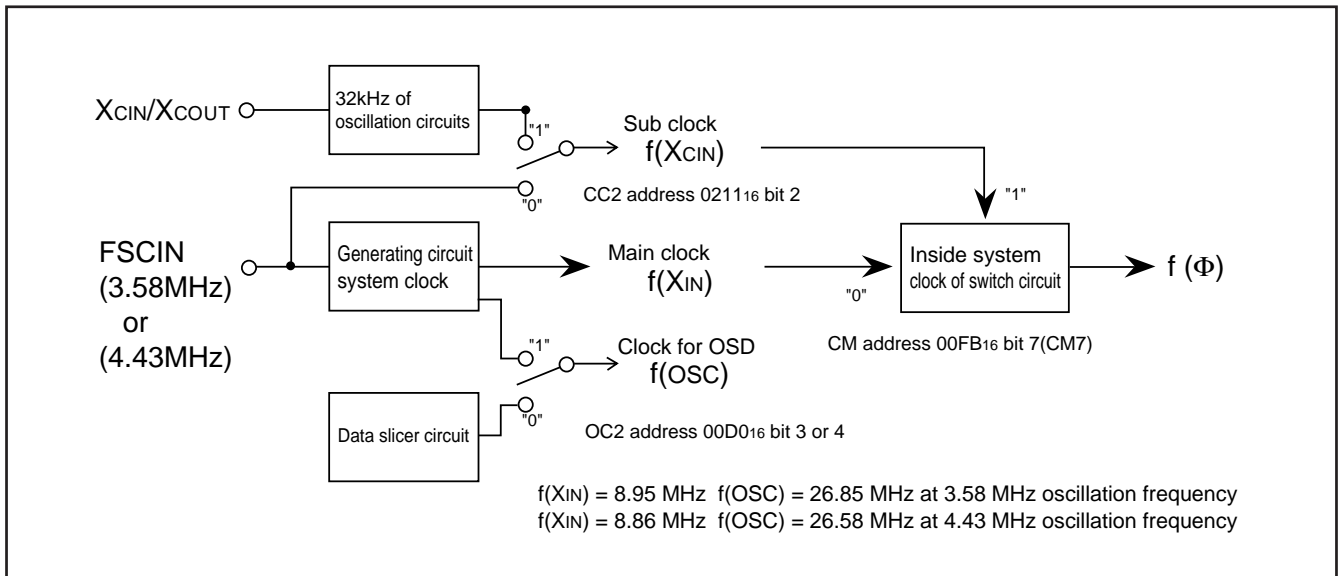 XCIN/XCOUT
32kHz of
oscillation circuits
"1"
Sub clock
f(XCIN)
"0"
CC2 address 021116 bit 2
"1"
FSCIN
(3.58MHz)
or
(4.43MHz)
Generating circuit
system clock
Main clock
f(XIN)
"0"
Inside system
clock of switch circuit
f (Φ)
CM address 00FB16 bit 7(CM7)
"1"
Clock for OSD
f(OSC)
"0"
Data slicer circuit
OC2 address 00D016 bit 3 or 4
f(XIN) = 8.95 MHz f(OSC) = 26.85 MHz at 3.58 MHz oscillation frequency
f(XIN) = 8.86 MHz f(OSC) = 26.58 MHz at 4.43 MHz oscillation frequency